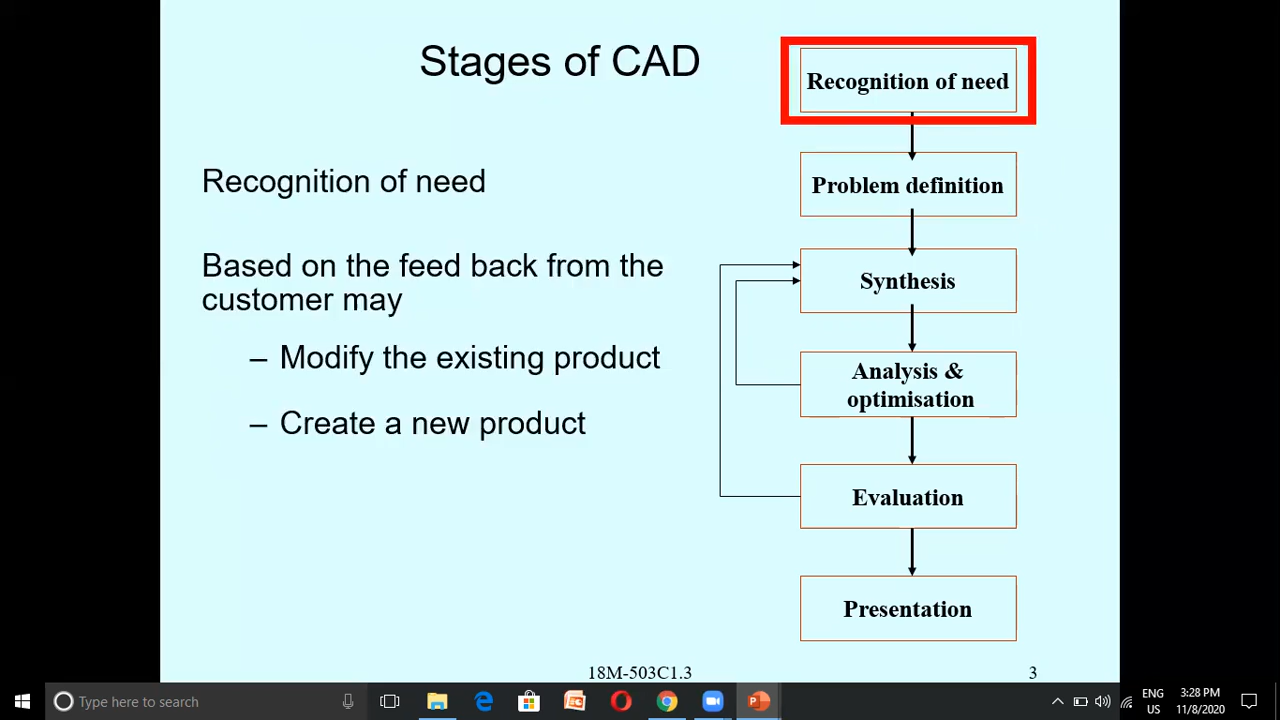 Stages of CAD
Recognition of need
Based on the feed back from the
customer may
– Modify the existing product
– Create a new product
Recognition of need
Problem definition
Synthesis
Analysis &
optimisation
Evaluation
Presentation
18M-503C1.3
3
Type here to search
ENG
US
3:28 PM
11/8/2020